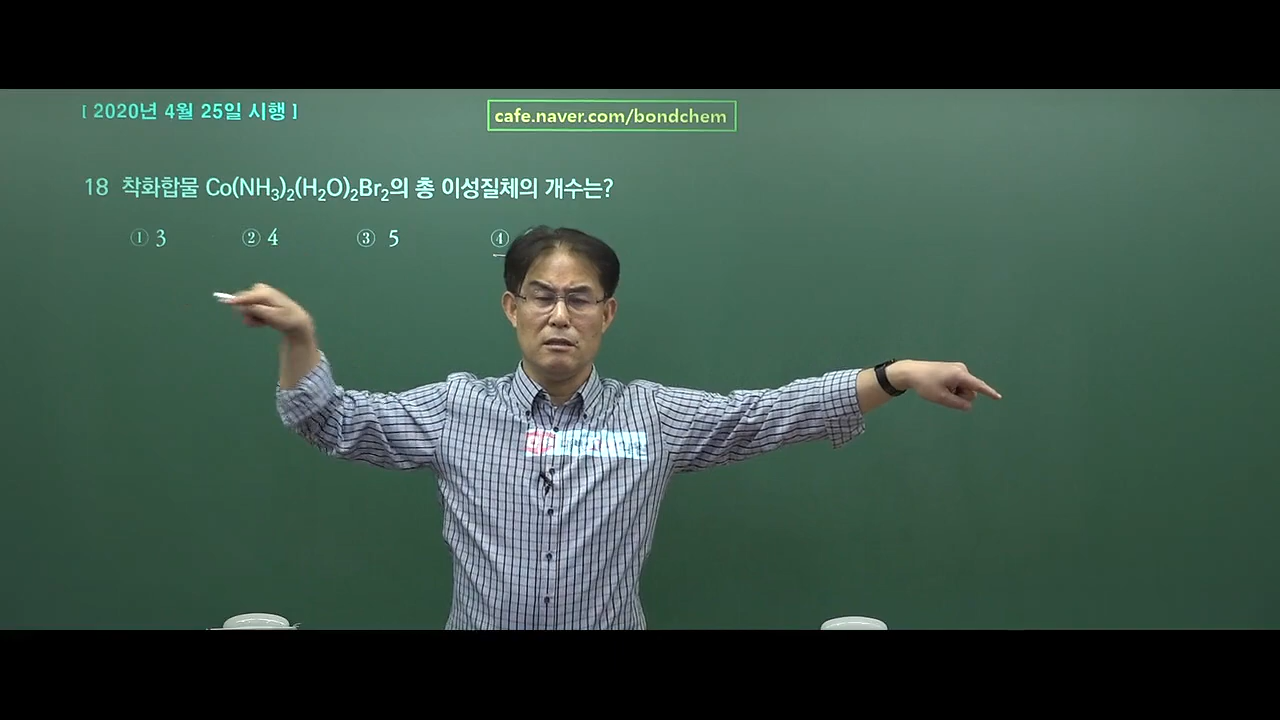 [ 2020년 4월 25일 시행 ]
cafe.naver.com/bondchem
18 착화합물 Co(NH₃)₂(H₂O)₂Br₂의 총 이성질체의 개수는?
① 3 ② 4 ③ 5 ④